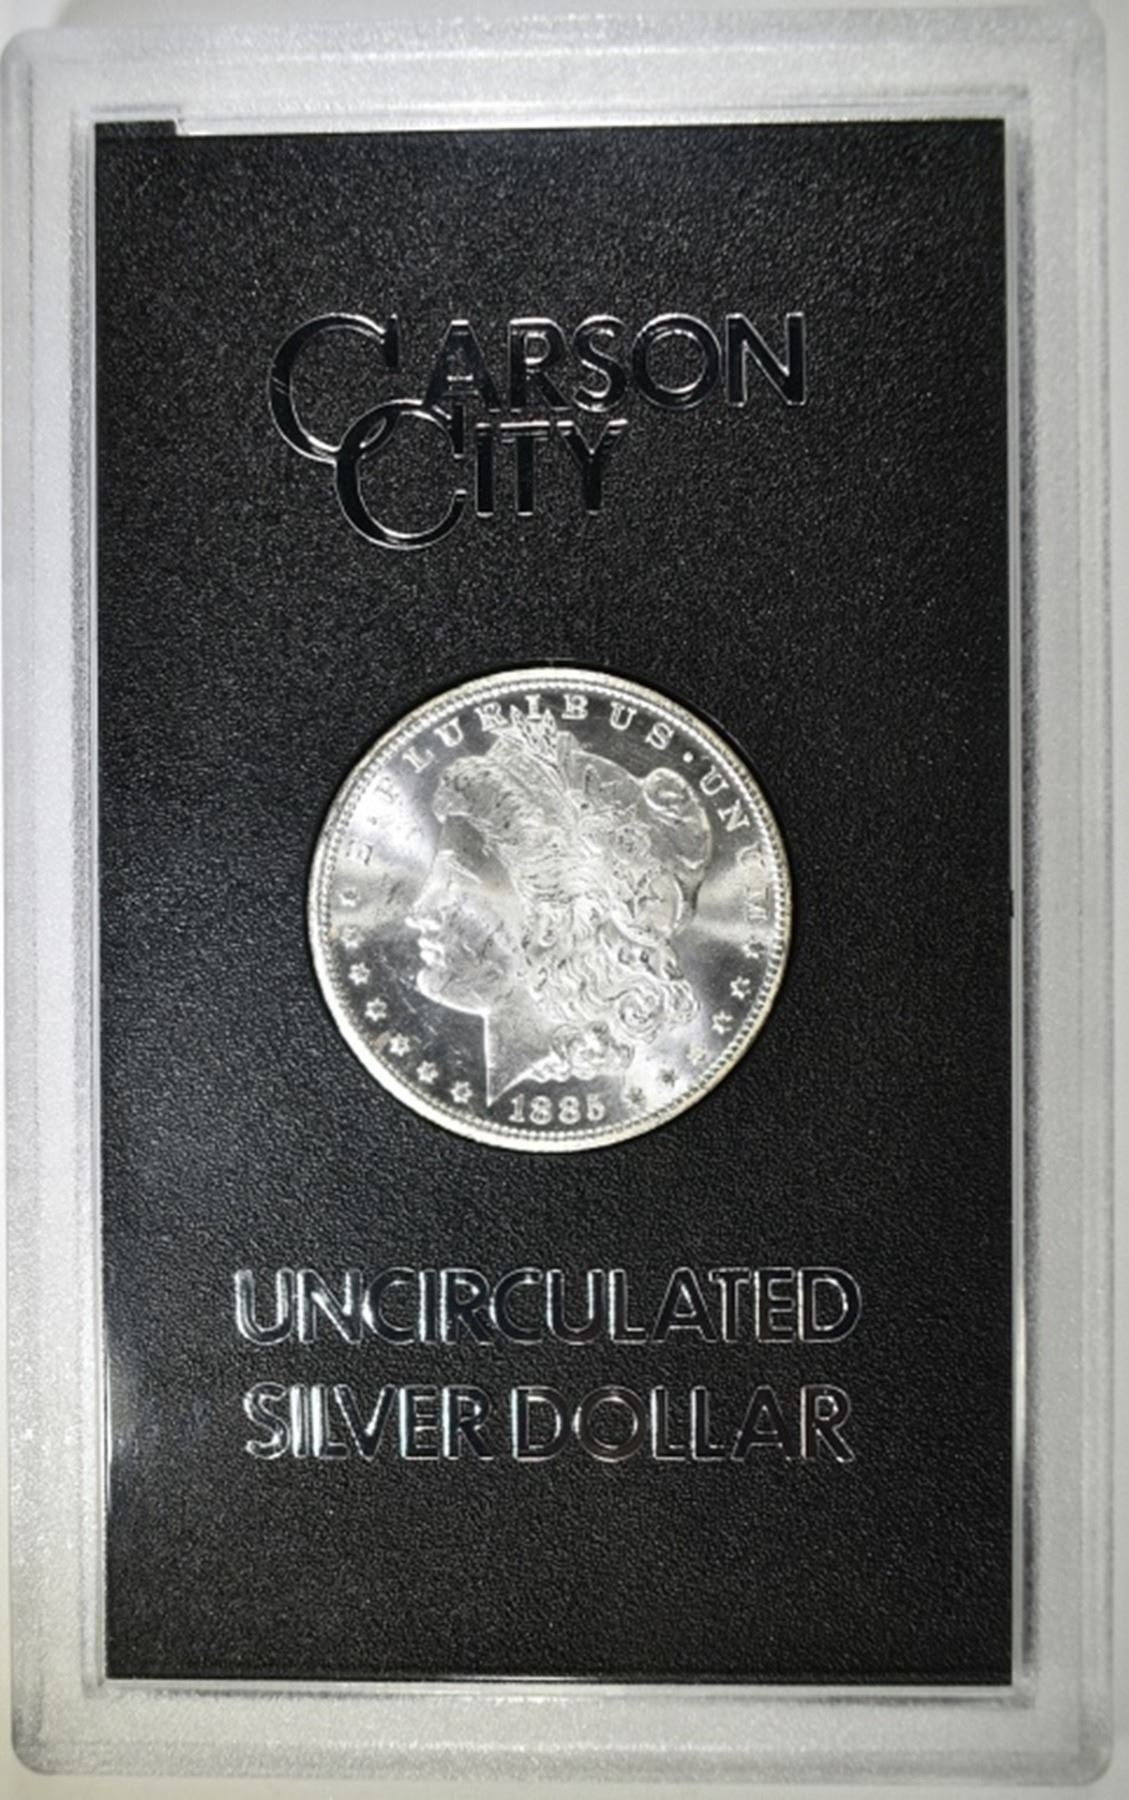 CARSON
CITY
E·PLURIBUS·UNUM
1885
UNCIRCULATED
SILVER DOLLAR